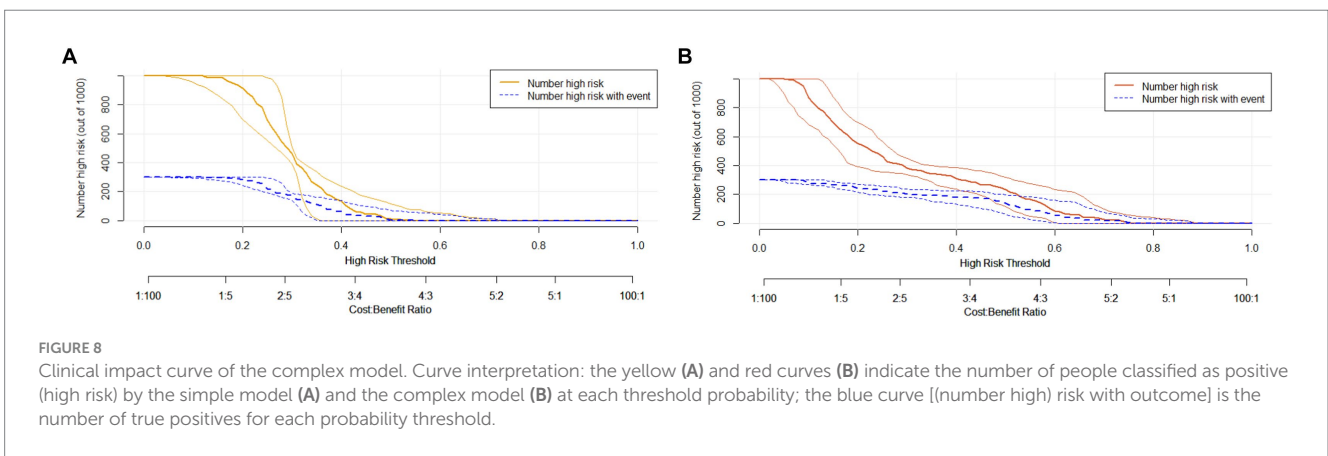 A
Number high risk
Number high risk with event
Number high risk (out of 1000)
800
600
400
200
0
0.0 0.2 0.4 0.6 0.8 1.0
High Risk Threshold
1:100 1:5 2:5 3:4 4:3 5:2 5:1 100:1
Cost:Benefit Ratio
B
Number high risk
Number high risk with event
Number high risk (out of 1000)
800
600
400
200
0
0.0 0.2 0.4 0.6 0.8 1.0
High Risk Threshold
1:100 1:5 2:5 3:4 4:3 5:2 5:1 100:1
Cost:Benefit Ratio
FIGURE 8
Clinical impact curve of the complex model. Curve interpretation: the yellow (A) and red curves (B) indicate the number of people classified as positive
(high risk) by the simple model (A) and the complex model (B) at each threshold probability; the blue curve [(number high) risk with outcome] is the
number of true positives for each probability threshold.